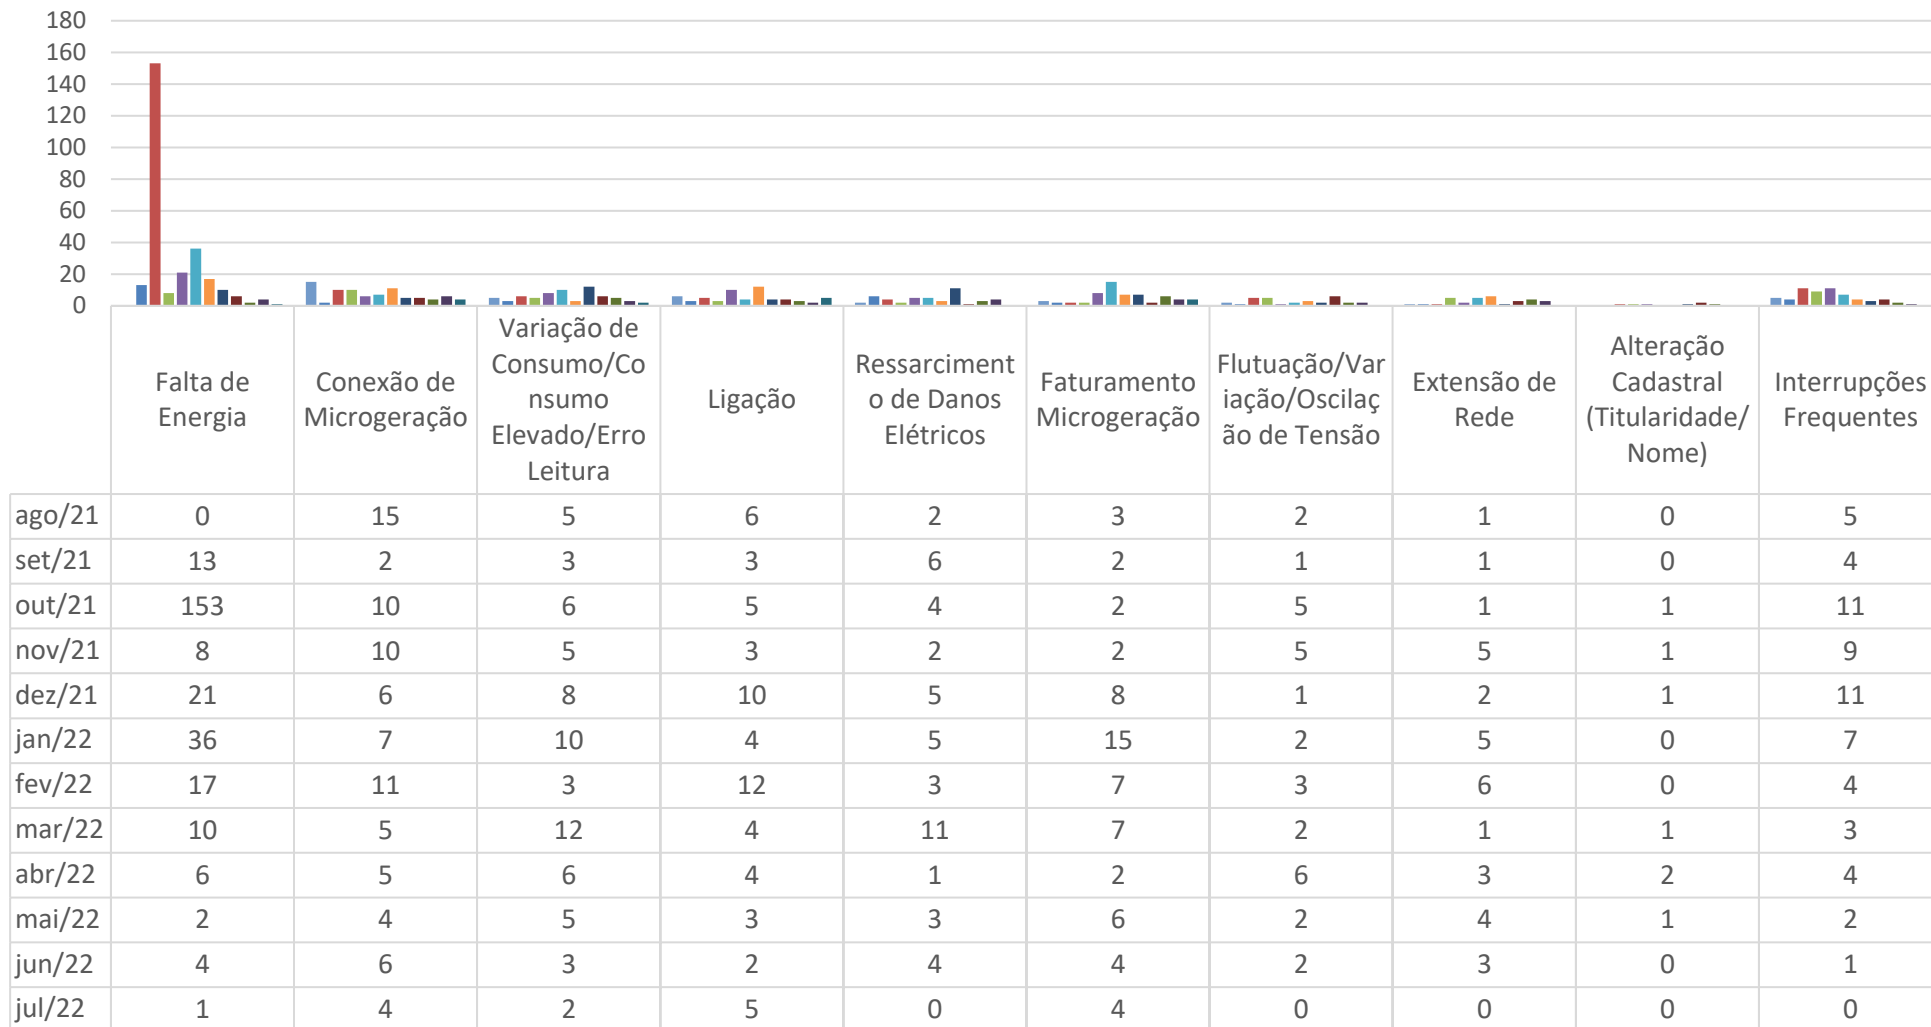 180
160
140
120
100
80
60
40
20
0
Falta de
Energia
Conexão de
Microgeração
Variação de
Consumo/Co
nsumo
Elevado/Erro
Leitura
Ligação
Ressarciment
o de Danos
Elétricos
Faturamento
Microgeração
Flutuação/Var
iação/Oscilaç
ão de Tensão
Extensão de
Rede
Alteração
Cadastral
(Titularidade/
Nome)
Interrupções
Frequentes
ago/21 0 15 5 6 2 3 2 1 0 5
set/21 13 2 3 3 6 2 1 1 0 4
out/21 153 10 6 5 4 2 5 1 1 11
nov/21 8 10 5 3 2 2 5 5 1 9
dez/21 21 6 8 10 5 8 1 2 1 11
jan/22 36 7 10 4 5 15 2 5 0 7
fev/22 17 11 3 12 3 7 3 6 0 4
mar/22 10 5 12 4 11 7 2 1 1 3
abr/22 6 5 6 4 1 2 6 3 2 4
mai/22 2 4 5 3 3 6 2 4 1 2
jun/22 4 6 3 2 4 4 2 3 0 1
jul/22 1 4 2 5 0 4 0 0 0 0